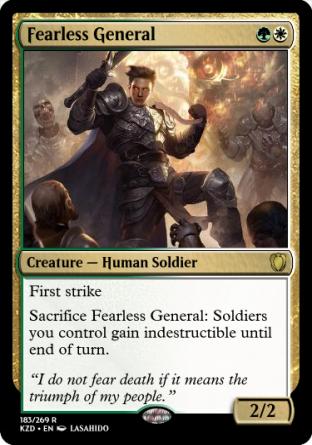 Fearless General
Creature — Human Soldier
First strike
Sacrifice Fearless General: Soldiers
you control gain indestructible until
end of turn.
“I do not fear death if it means the
triumph of my people.”
2/2
183/269 R
KZD • EN LASAHIDO